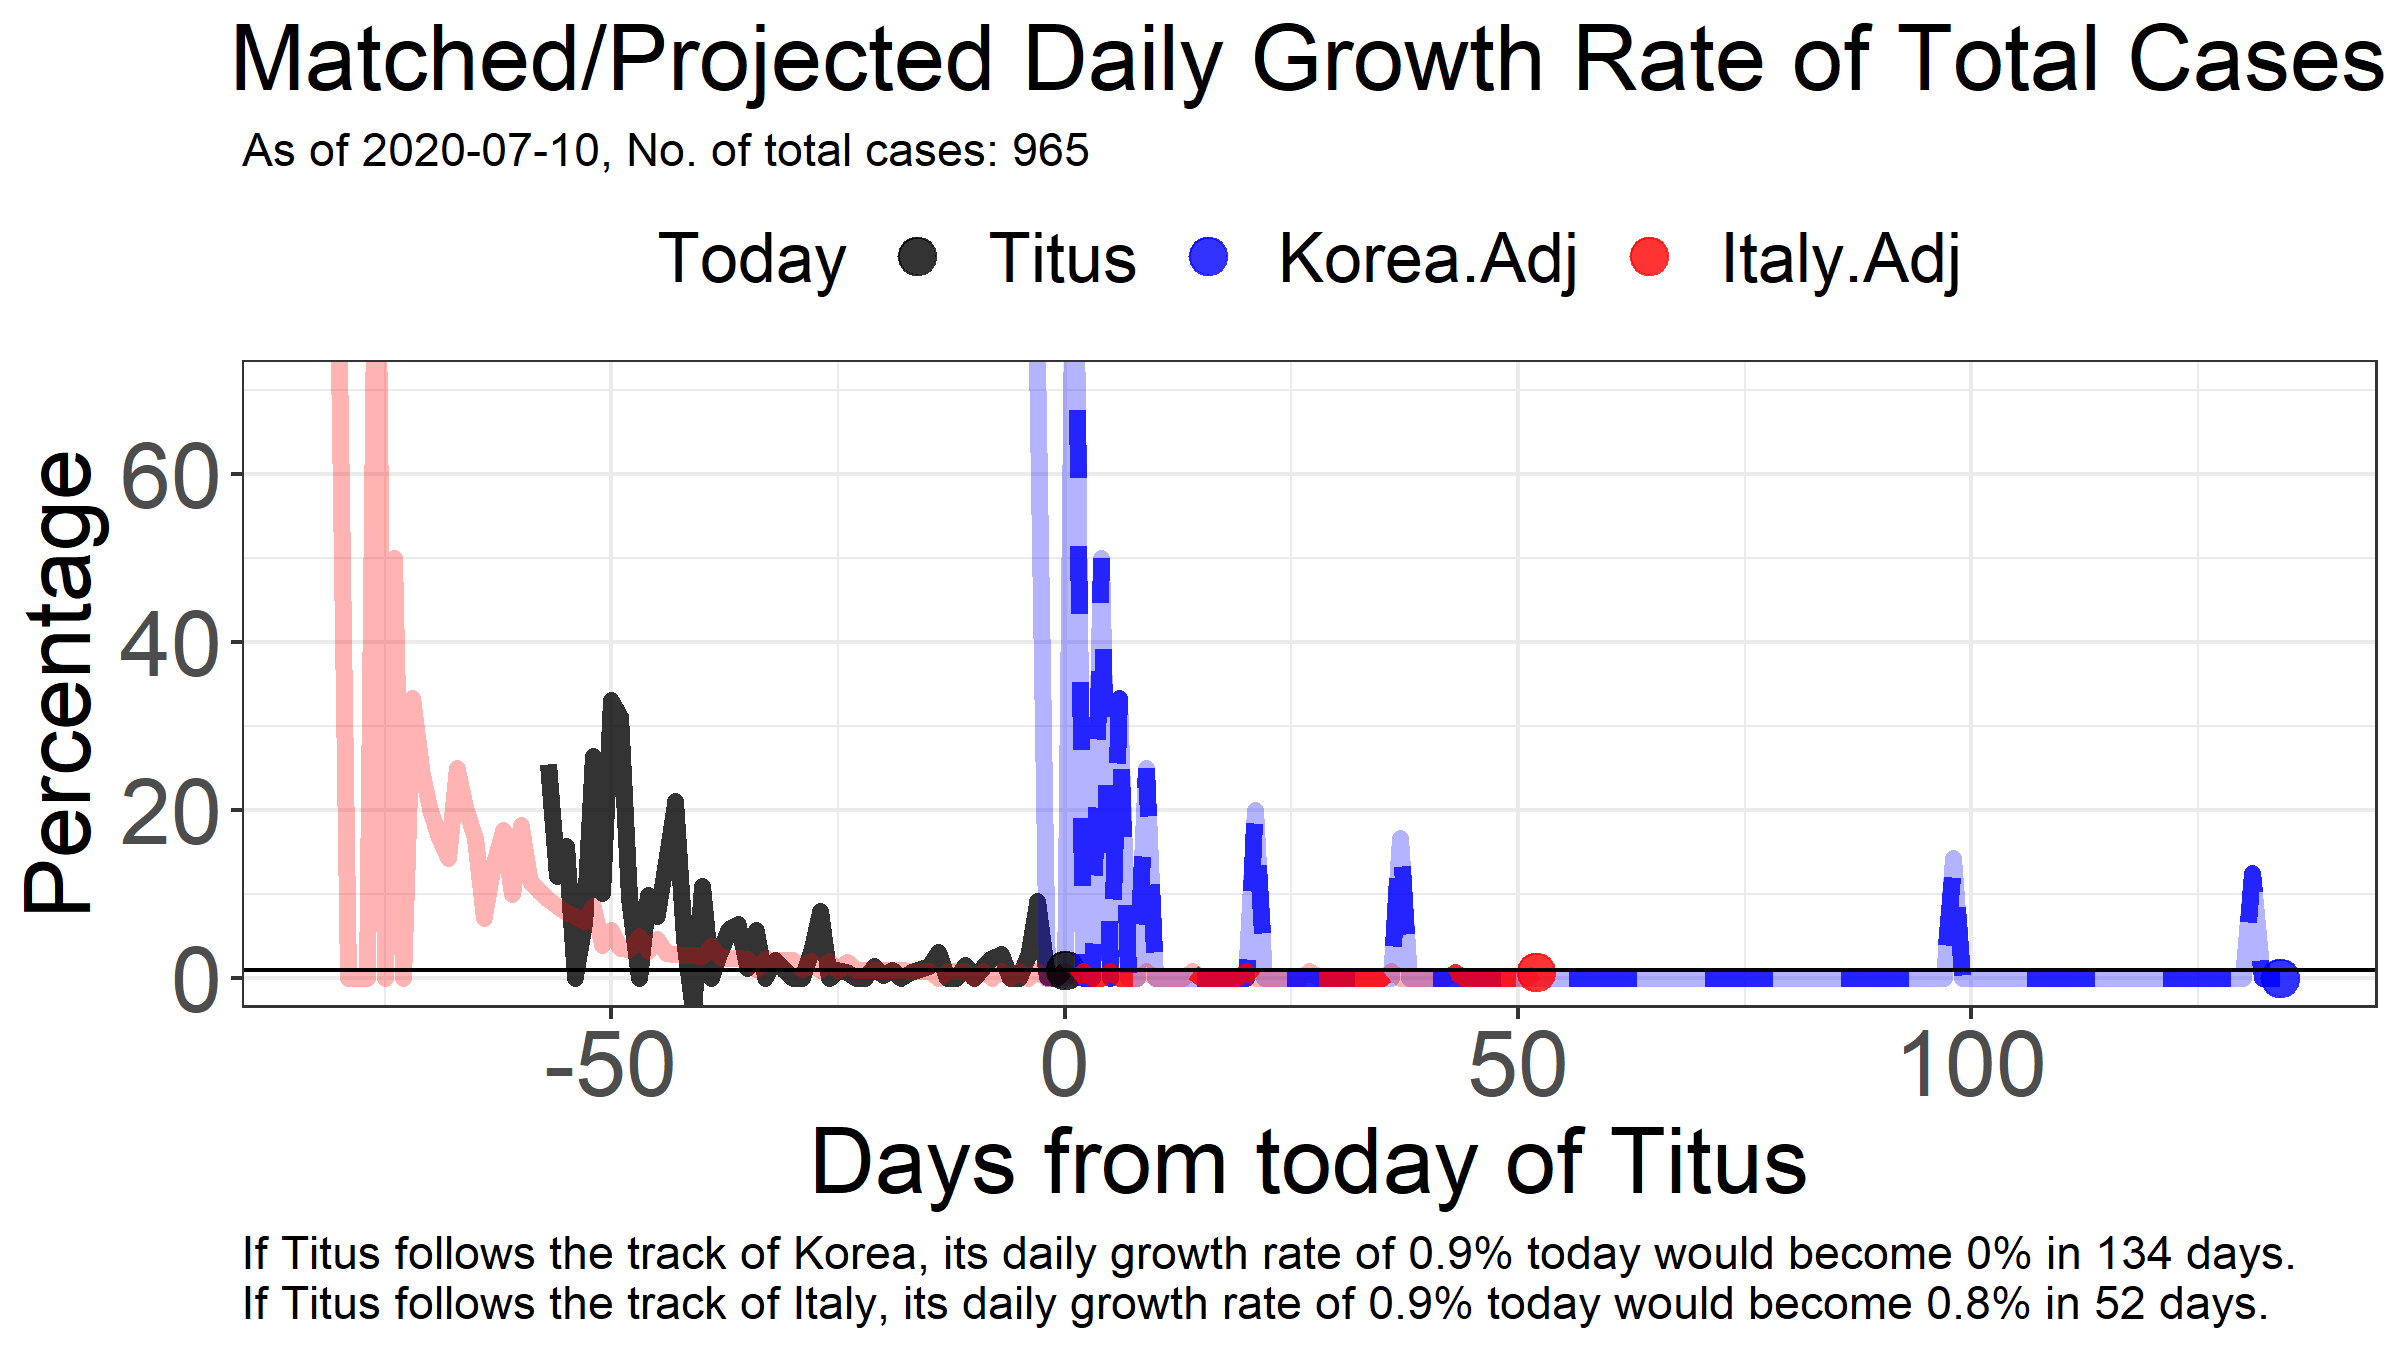 Matched/Projected Daily Growth Rate of Total Cases
As of 2020-07-10, No. of total cases: 965
Today Titus Korea.Adj Italy.Adj
Percentage
60
40
20
0
-50 0 50 100
Days from today of Titus
If Titus follows the track of Korea, its daily growth rate of 0.9% today would become 0% in 134 days.
If Titus follows the track of Italy, its daily growth rate of 0.9% today would become 0.8% in 52 days.